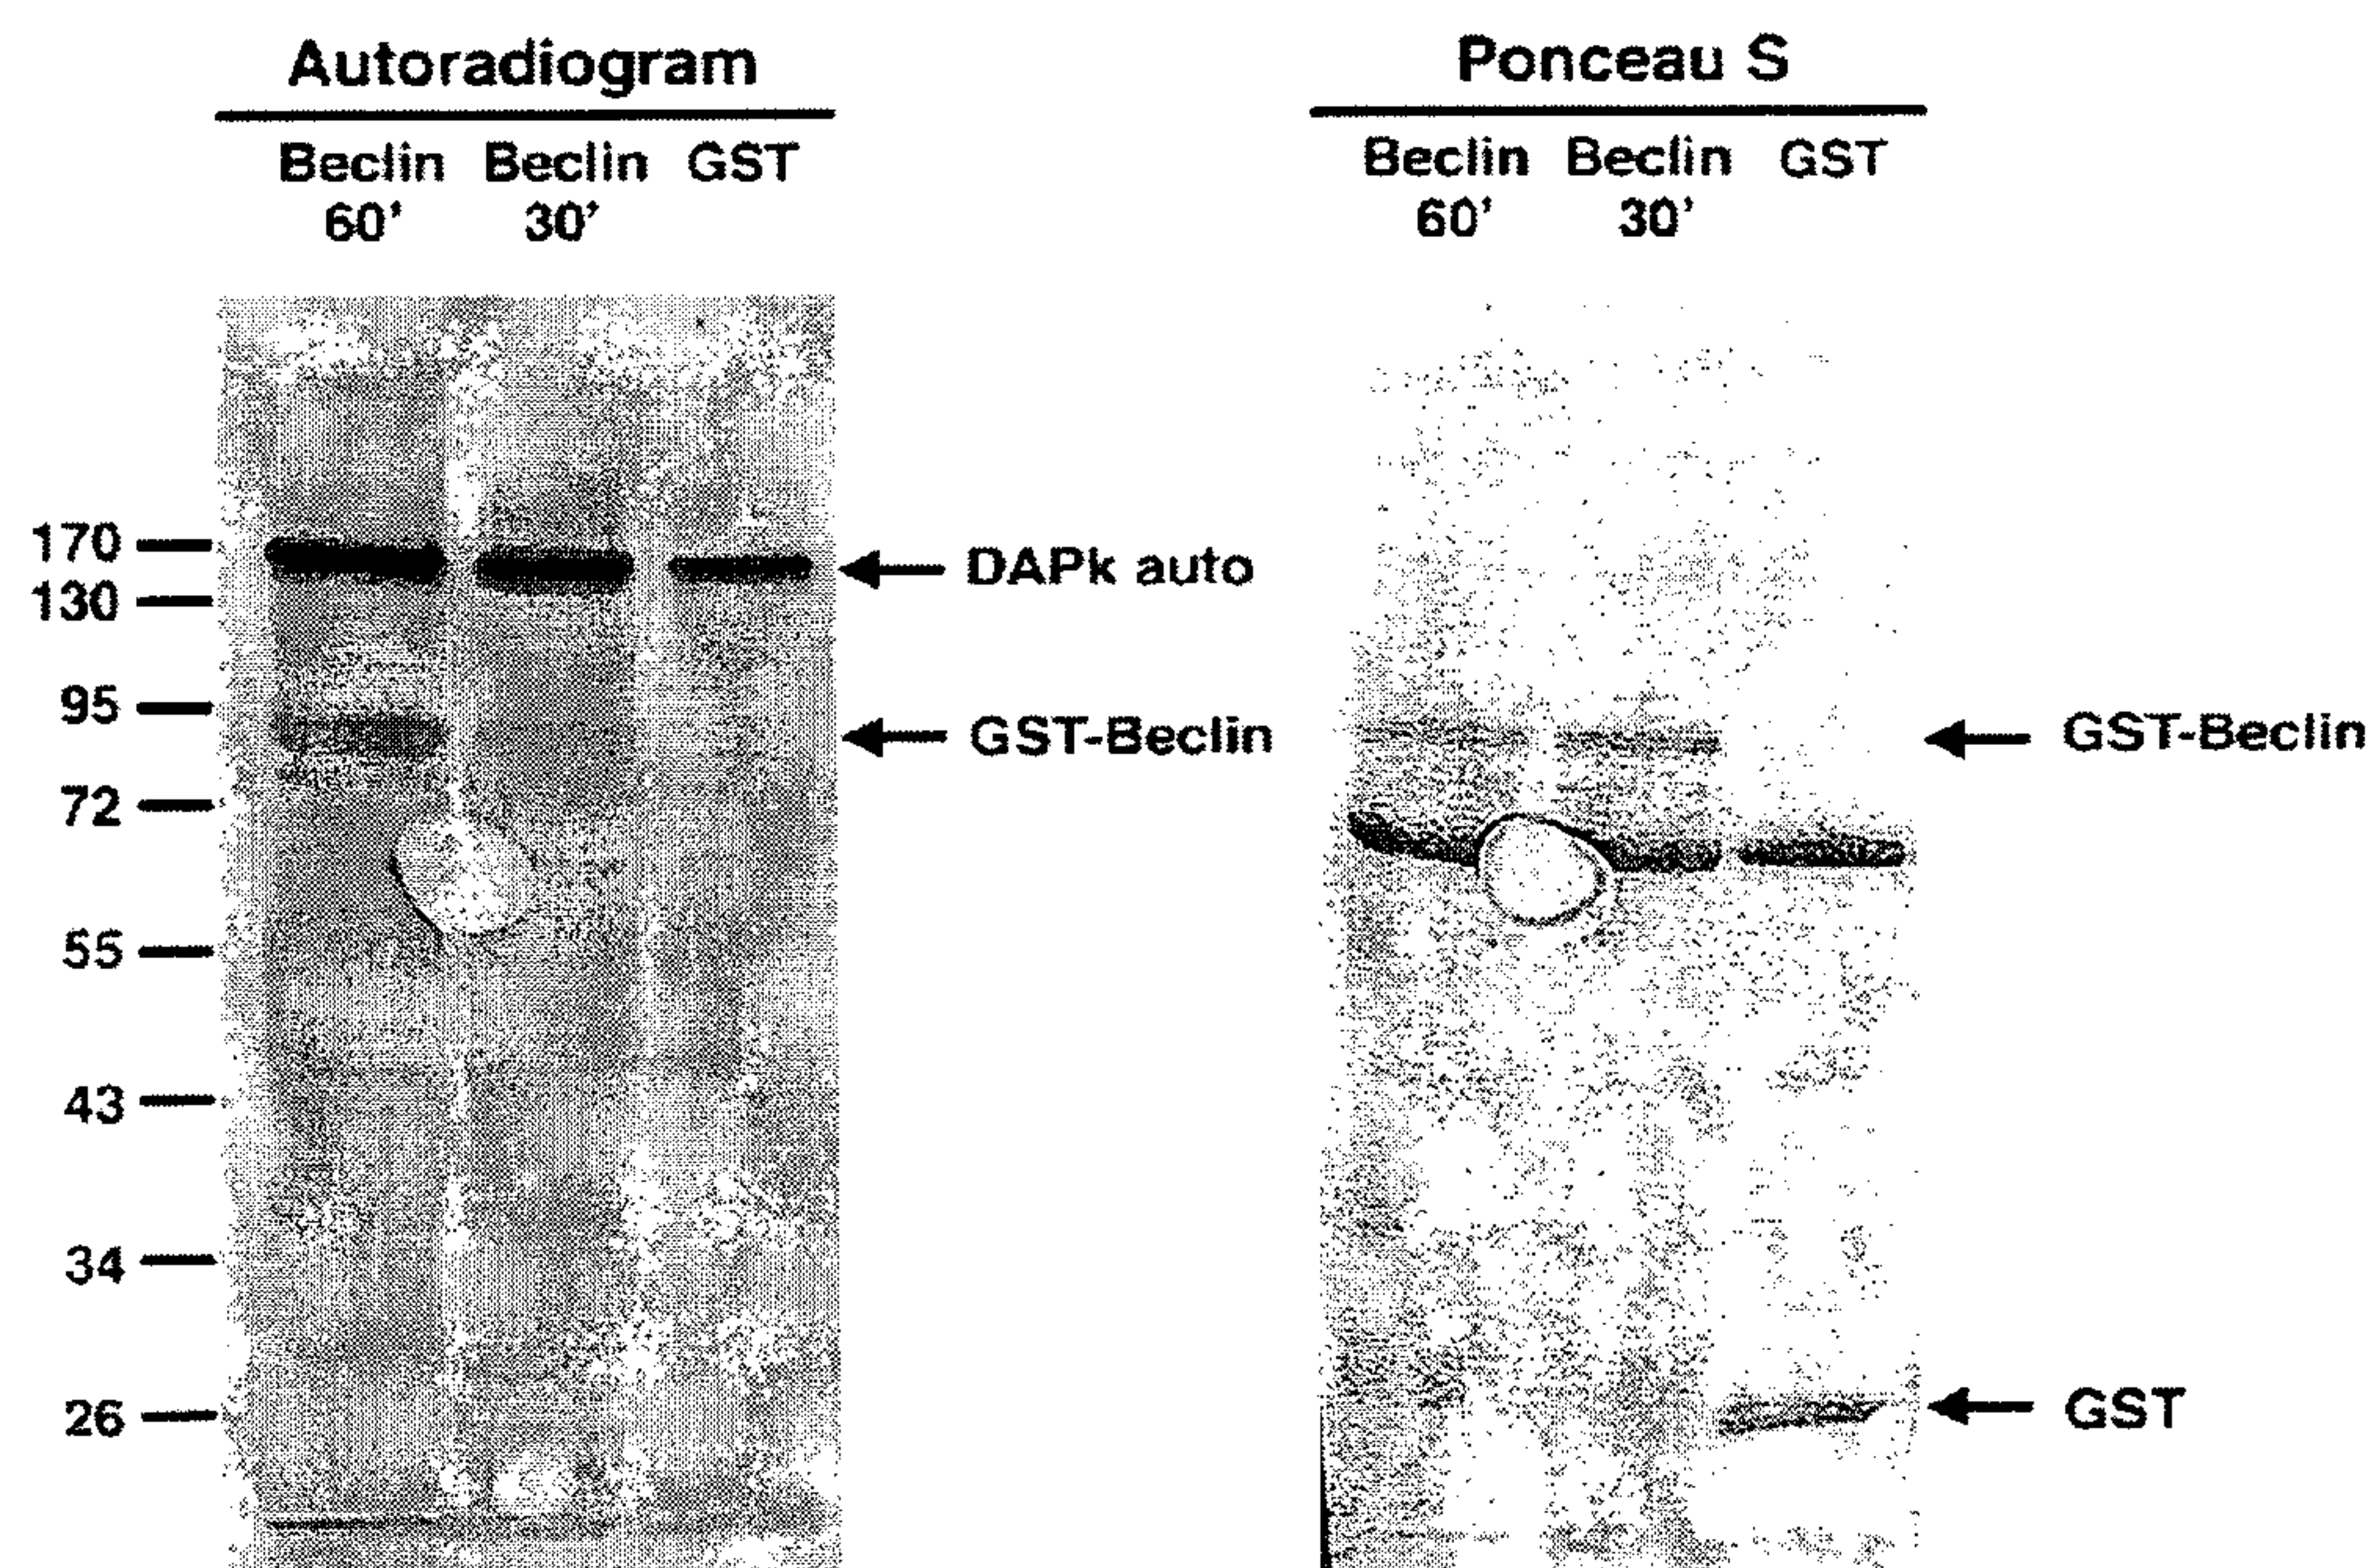 Autoradiogram
Beclin Beclin GST
60' 30'
Ponceau S
Beclin Beclin GST
60' 30'
170
130
95
72
55
43
34
26
DAPk auto
GST-Beclin
GST-Beclin
GST